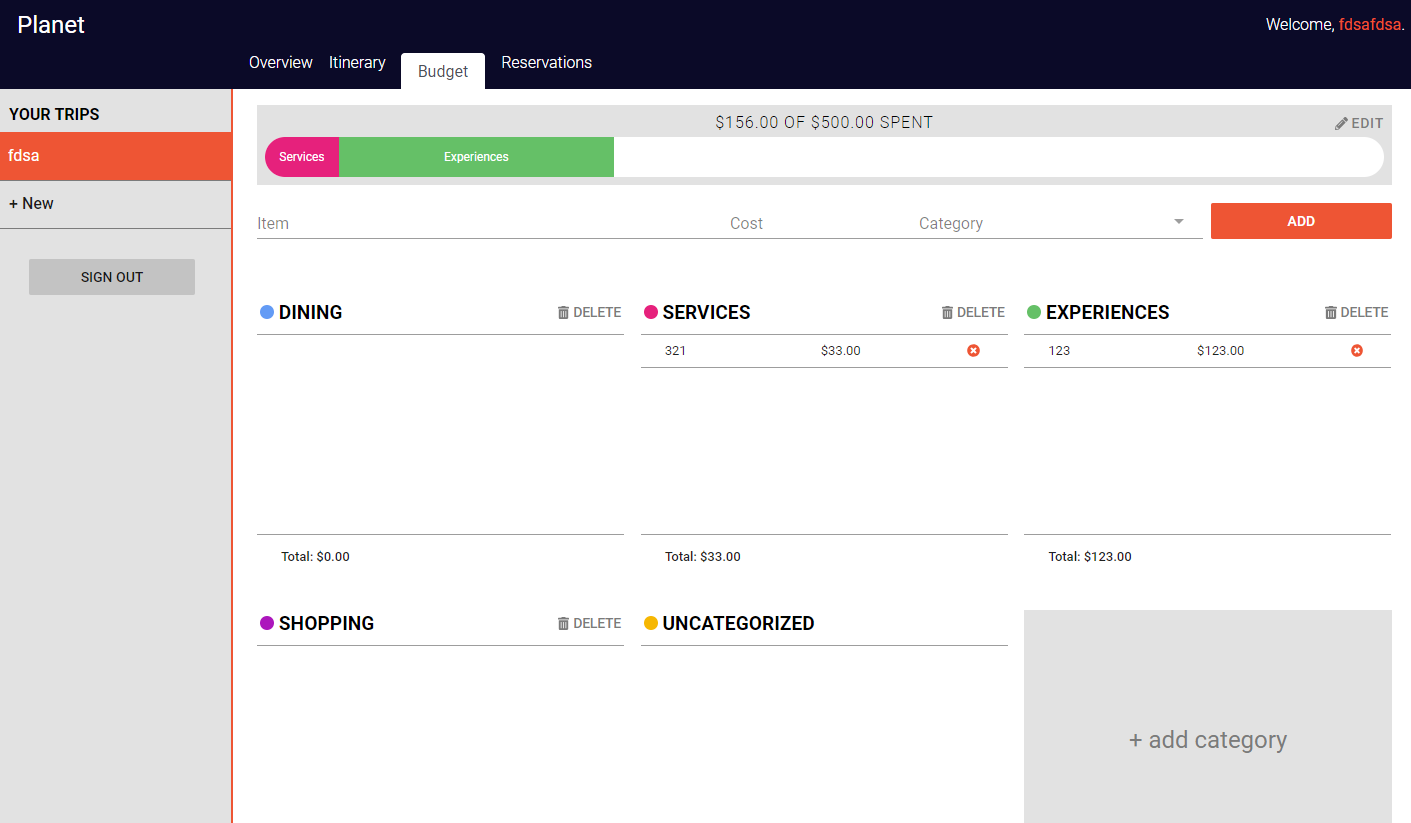 Planet
Welcome, fdsafdsa.
Overview Itinerary Budget Reservations
YOUR TRIPS
fdsa
+ New
SIGN OUT
$156.00 OF $500.00 SPENT
EDIT
Services Experiences
Item Cost Category ADD
DINING DELETE SERVICES DELETE EXPERIENCES DELETE
321 $33.00 123 $123.00
Total: $0.00 Total: $33.00 Total: $123.00
SHOPPING DELETE UNCATEGORIZED
+ add category